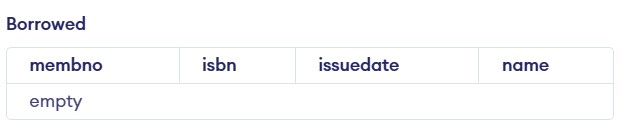 Borrowed
membno isbn issuedate name
empty